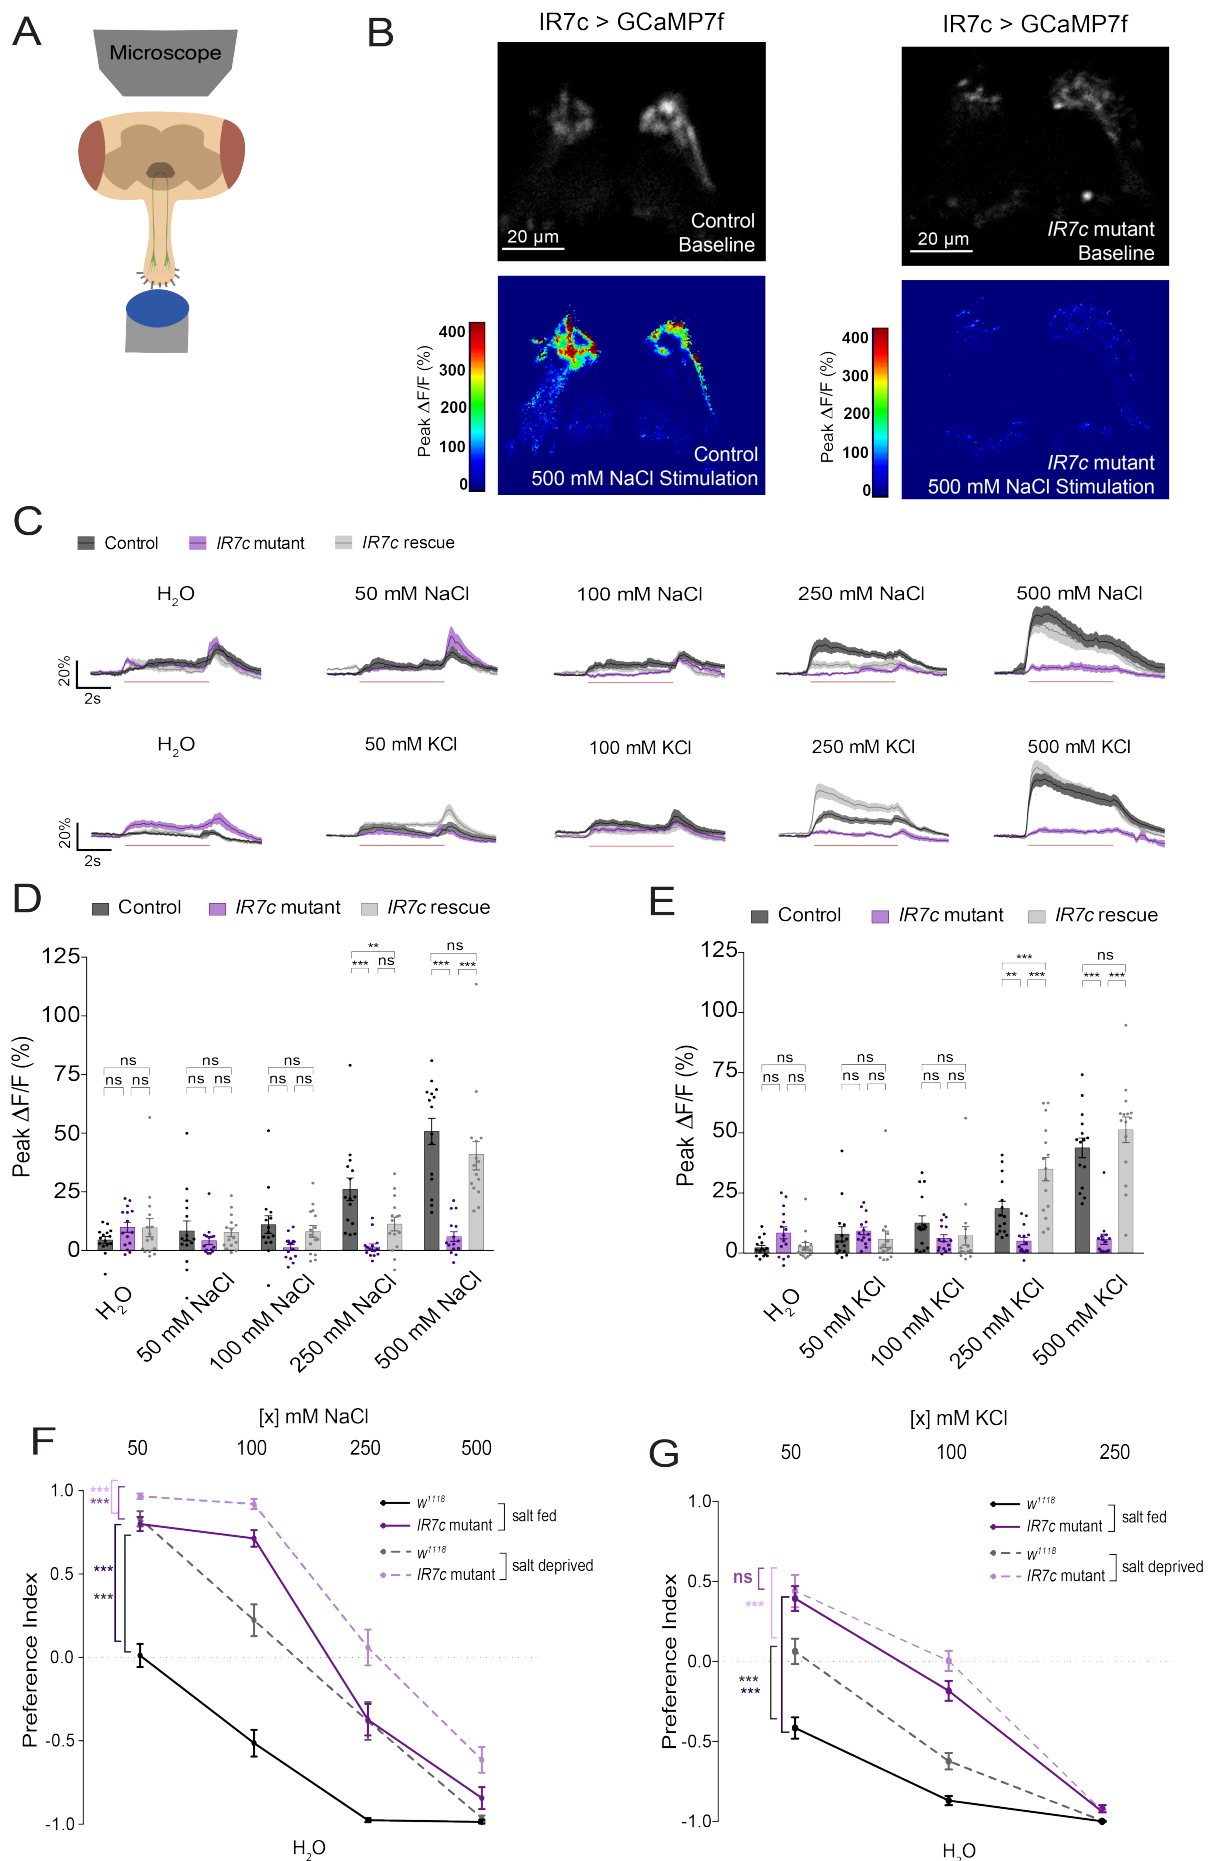 A
Microscope
B
IR7c > GCaMP7f
IR7c > GCaMP7f
Control
Baseline
20 µm
IR7c mutant
Baseline
20 µm
Peak ΔF/F (%)
400
300
200
100
0
Control
500 mM NaCl Stimulation
Peak ΔF/F (%)
400
300
200
100
0
IR7c mutant
500 mM NaCl Stimulation
C
Control IR7c mutant IR7c rescue
H2O 50 mM NaCl 100 mM NaCl 250 mM NaCl 500 mM NaCl
20%
2s
H2O 50 mM KCl 100 mM KCl 250 mM KCl 500 mM KCl
20%
2s
D
Control IR7c mutant IR7c rescue
Peak ΔF/F (%)
125
100
75
50
25
0
ns
ns ns
ns
ns ns
ns
ns ns
**
*** ns
ns
*** ***
H2O
50 mM NaCl
100 mM NaCl
250 mM NaCl
500 mM NaCl
E
Control IR7c mutant IR7c rescue
Peak ΔF/F (%)
125
100
75
50
25
0
ns
ns ns
ns
ns ns
ns
ns ns
***
** ***
ns
*** ***
H2O
50 mM KCl
100 mM KCl
250 mM KCl
500 mM KCl
F
[x] mM NaCl
50 100 250 500
Preference Index
1.0
0.5
0.0
-0.5
-1.0
***
***
***
***
w1118
IR7c mutant
salt fed
w1118
IR7c mutant
salt deprived
H2O
G
[x] mM KCl
50 100 250
Preference Index
1.0
0.5
0.0
-0.5
-1.0
ns
***
***
***
w1118
IR7c mutant
salt fed
w1118
IR7c mutant
salt deprived
H2O